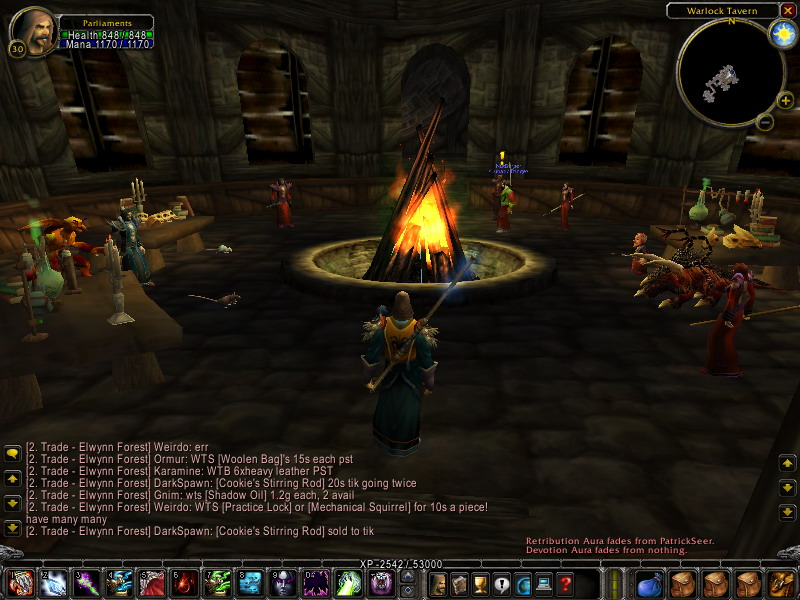 Parliaments
Health 848 / 848
Mana 1170 / 1170
30
Warlock Tavern
N
[2. Trade - Elwynn Forest] Weirdo: err
[2. Trade - Elwynn Forest] Ormur: WTS [Woolen Bag]'s 15s each pst
[2. Trade - Elwynn Forest] Karamine: WTB 6xheavy leather PST
[2. Trade - Elwynn Forest] DarkSpawn: [Cookie's Stirring Rod] 20s tik going twice
[2. Trade - Elwynn Forest] Gnim: wts [Shadow Oil] 1.2g each, 2 avail
[2. Trade - Elwynn Forest] Weirdo: WTS [Practice Lock] or [Mechanical Squirrel] for 10s a piece!
have many many
[2. Trade - Elwynn Forest] DarkSpawn: [Cookie's Stirring Rod] sold to tik
Retribution Aura fades from PatrickSeer.
Devotion Aura fades from nothing.
XP -2542 / 53000